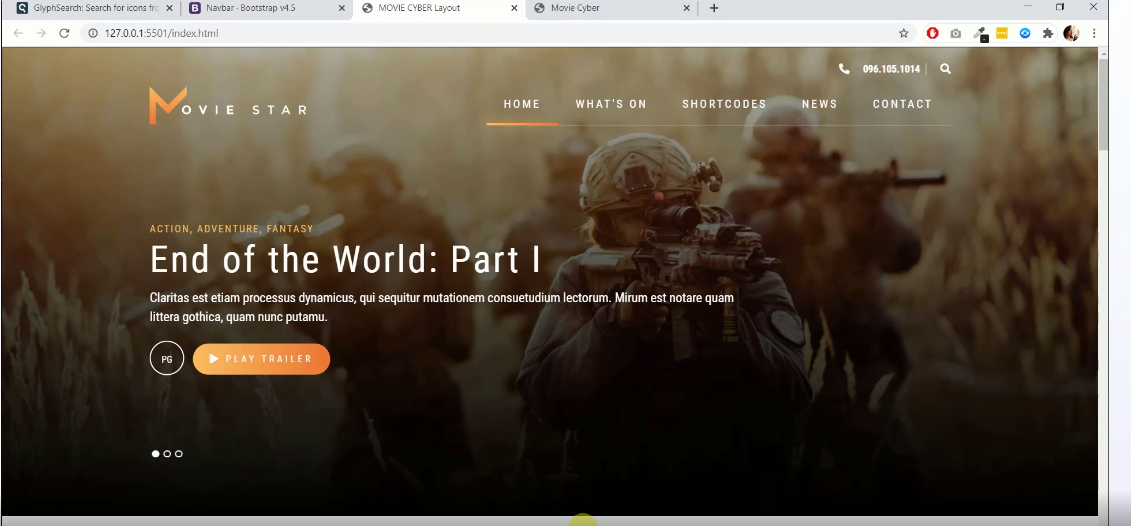 GlyphSearch: Search for icons fro
Navbar · Bootstrap v4.5
MOVIE CYBER Layout
Movie Cyber
127.0.0.1:5501/index.html
096.105.1014
MOVIE STAR
HOME WHAT'S ON SHORTCODES NEWS CONTACT
ACTION, ADVENTURE, FANTASY
End of the World: Part I
Claritas est etiam processus dynamicus, qui sequitur mutationem consuetudium lectorum. Mirum est notare quam
littera gothica, quam nunc putamu.
PG PLAY TRAILER